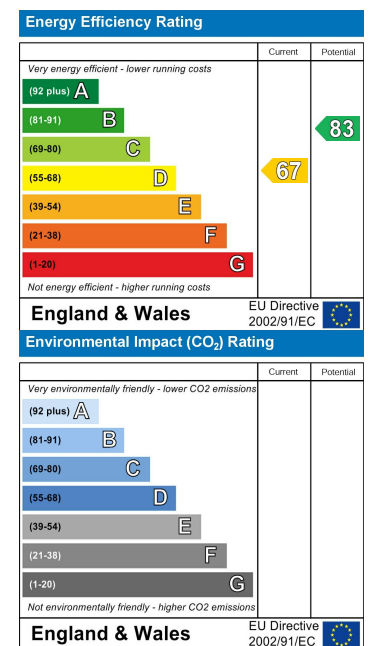 Energy Efficiency Rating
Current Potential
Very energy efficient - lower running costs
(92 plus) A
(81-91) B
83
(69-80) C
(55-68) D
67
(39-54) E
(21-38) F
(1-20) G
Not energy efficient - higher running costs
England & Wales
EU Directive
2002/91/EC
Environmental Impact (CO₂) Rating
Current Potential
Very environmentally friendly - lower CO2 emissions
(92 plus) A
(81-91) B
(69-80) C
(55-68) D
(39-54) E
(21-38) F
(1-20) G
Not environmentally friendly - higher CO2 emissions
England & Wales
EU Directive
2002/91/EC